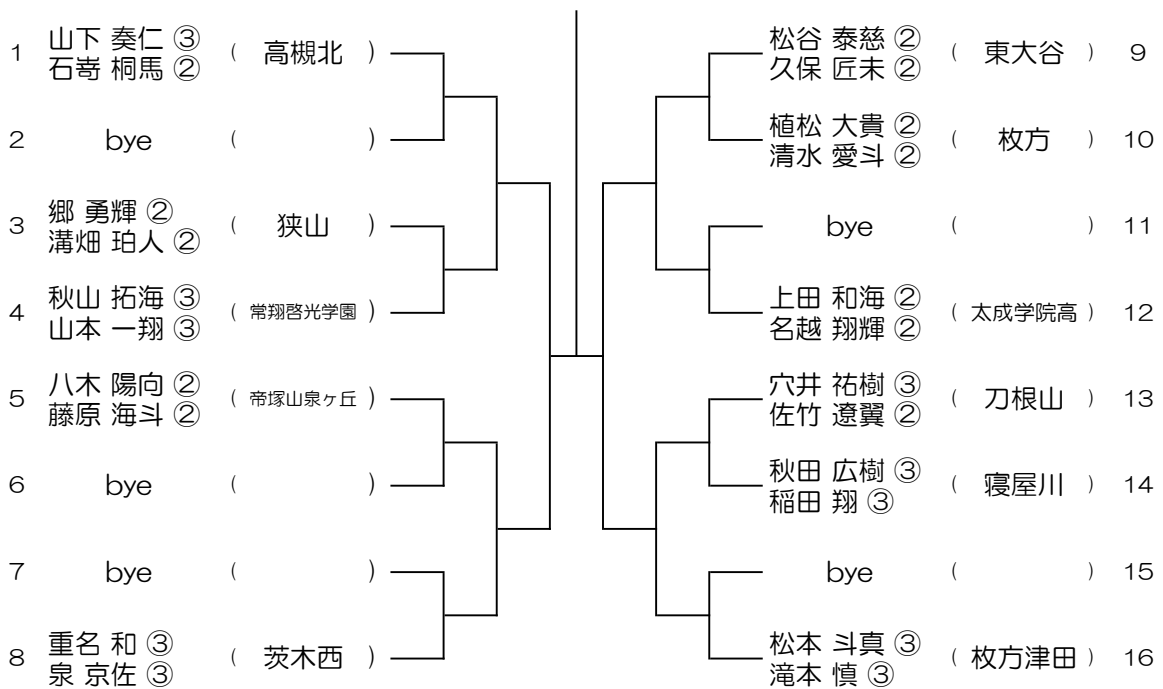 1 山下 奏仁 ③ ( 高槻北 )
石嵜 桐馬 ②
2 bye ( )
3 郷 勇輝 ② ( 狭山 )
溝畑 珀人 ②
4 秋山 拓海 ③ ( 常翔啓光学園 )
山本 一翔 ③
5 八木 陽向 ② ( 帝塚山泉ヶ丘 )
藤原 海斗 ②
6 bye ( )
7 bye ( )
8 重名 和 ③ ( 茨木西 )
泉 京佐 ③
松谷 泰慈 ② ( 東大谷 ) 9
久保 匠未 ②
植松 大貴 ② ( 枚方 ) 10
清水 愛斗 ②
bye ( ) 11
上田 和海 ② ( 太成学院高 ) 12
名越 翔輝 ②
穴井 祐樹 ③ ( 刀根山 ) 13
佐竹 遼翼 ②
秋田 広樹 ③ ( 寝屋川 ) 14
稲田 翔 ③
bye ( ) 15
松本 斗真 ③ ( 枚方津田 ) 16
滝本 慎 ③